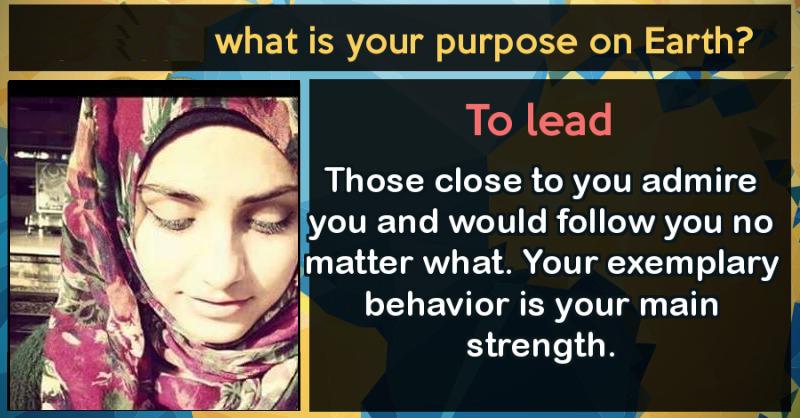 what is your purpose on Earth?
To lead
Those close to you admire
you and would follow you no
matter what. Your exemplary
behavior is your main
strength.